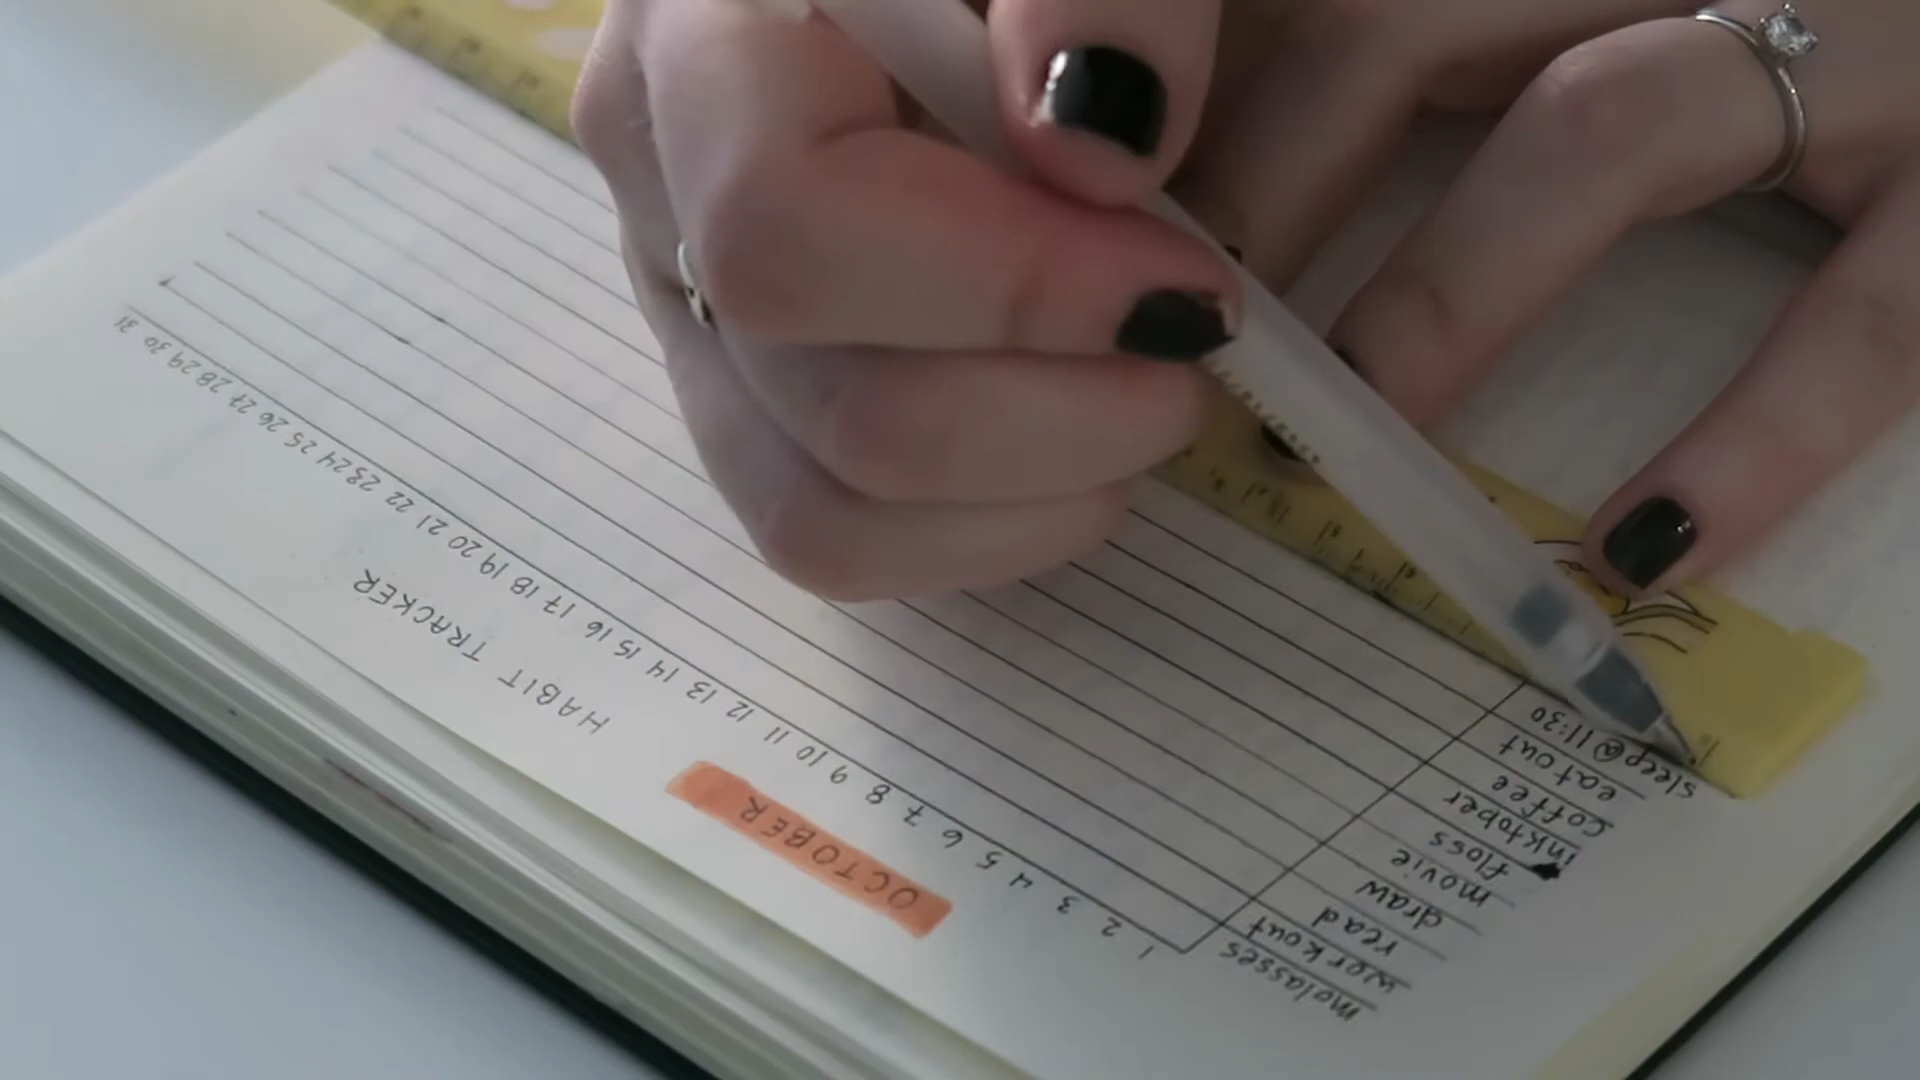 OCTOBER HABIT TRACKER
1 2 3 4 5 6 7 8 9 10 11 12 13 14 15 16 17 18 19 20 21 22 23 24 25 26 27 28 29 30 31
molasses
workout
read
draw
movie
floss
inktober
coffee
eat out
sleep@11:30